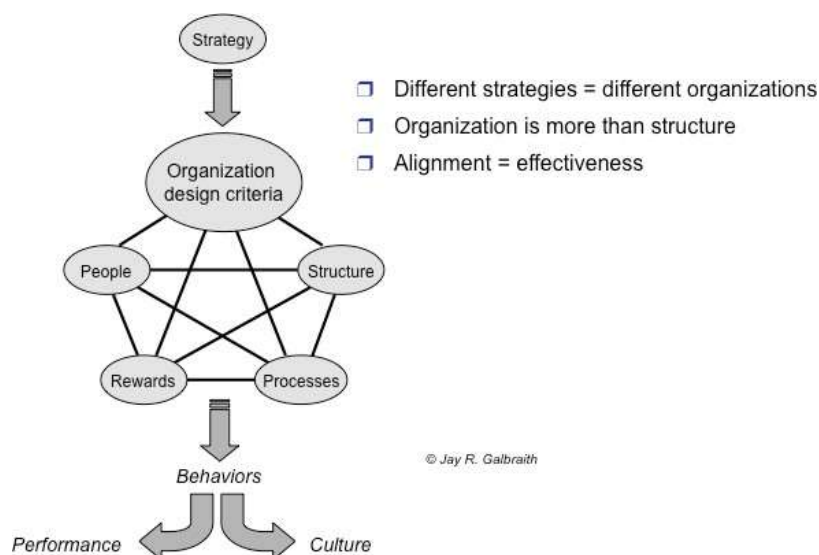 Strategy
Different strategies = different organizations
Organization is more than structure
Alignment = effectiveness
Organization
design criteria
People
Structure
Rewards
Processes
© Jay R. Galbraith
Behaviors
Performance
Culture